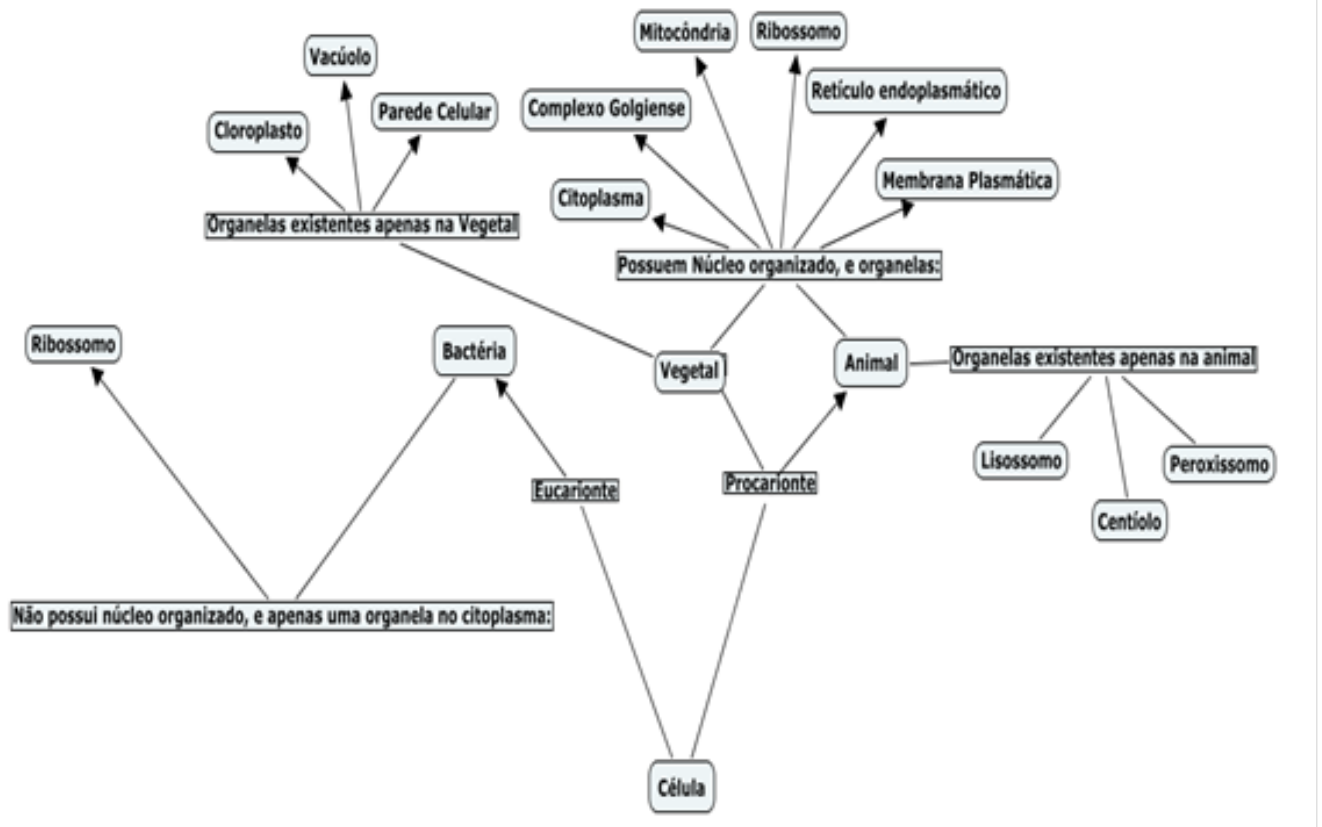 Mitocôndria
Ribossomo
Vacúolo
Retículo endoplasmático
Complexo Golgiense
Parede Celular
Cloroplasto
Membrana Plasmática
Citoplasma
Organelas existentes apenas na Vegetal
Possuem Núcleo organizado, e organelas:
Ribossomo
Bactéria
Vegetal
Animal
Organelas existentes apenas na animal
Lisossomo
Peroxissomo
Eucarionte
Procarionte
Centíolo
Não possui núcleo organizado, e apenas uma organela no citoplasma:
Célula